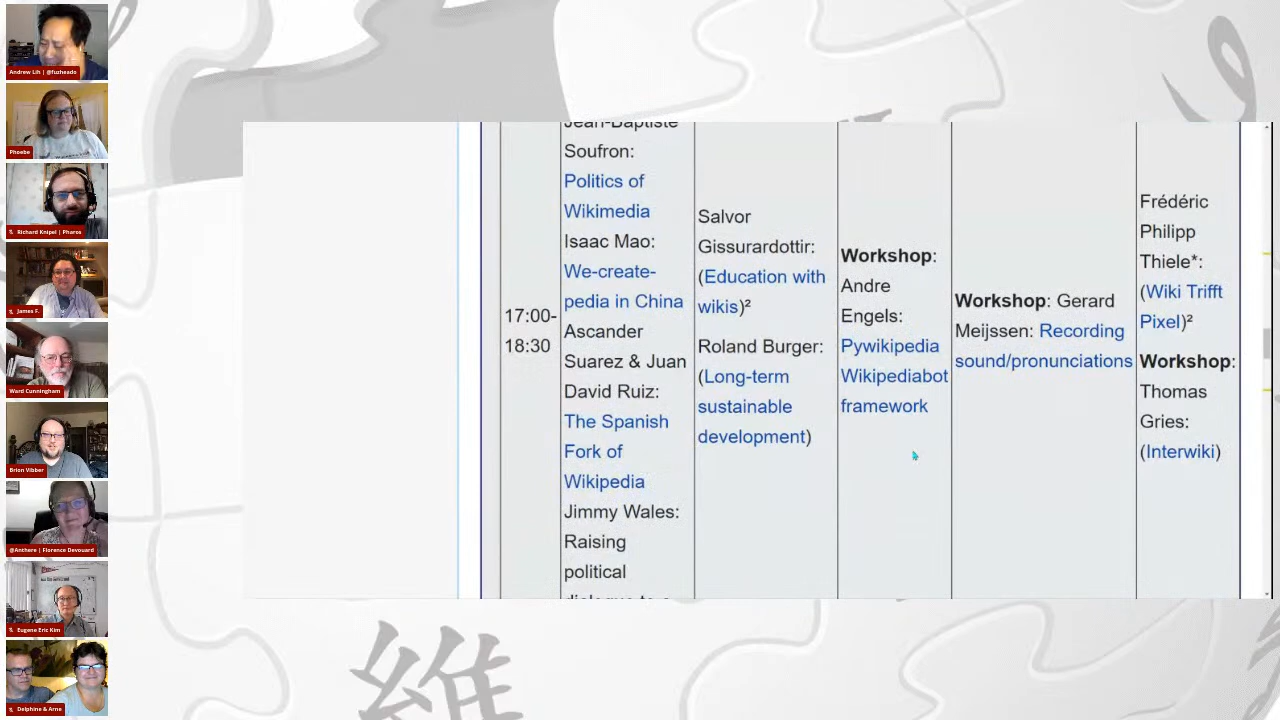 Andrew Lih | @fuzheado
Phoebe
Richard Knipel | Pharos
James F.
Ward Cunningham
Brion Vibber
@Anthere | Florence Devouard
Eugene Eric Kim
Delphine & Arne
17:00-
18:30
Jean-Baptiste
Soufron:
Politics of
Wikimedia
Isaac Mao:
We-create-
pedia in China
Ascander
Suarez & Juan
David Ruiz:
The Spanish
Fork of
Wikipedia
Jimmy Wales:
Raising
political
Salvor
Gissurardottir:
(Education with
wikis)²
Roland Burger:
(Long-term
sustainable
development)
Workshop:
Andre
Engels:
Pywikipedia
Wikipediabot
framework
Workshop: Gerard
Meijssen: Recording
sound/pronunciations
Frédéric
Philipp
Thiele*:
(Wiki Trifft
Pixel)²
Workshop:
Thomas
Gries:
(Interwiki)
維